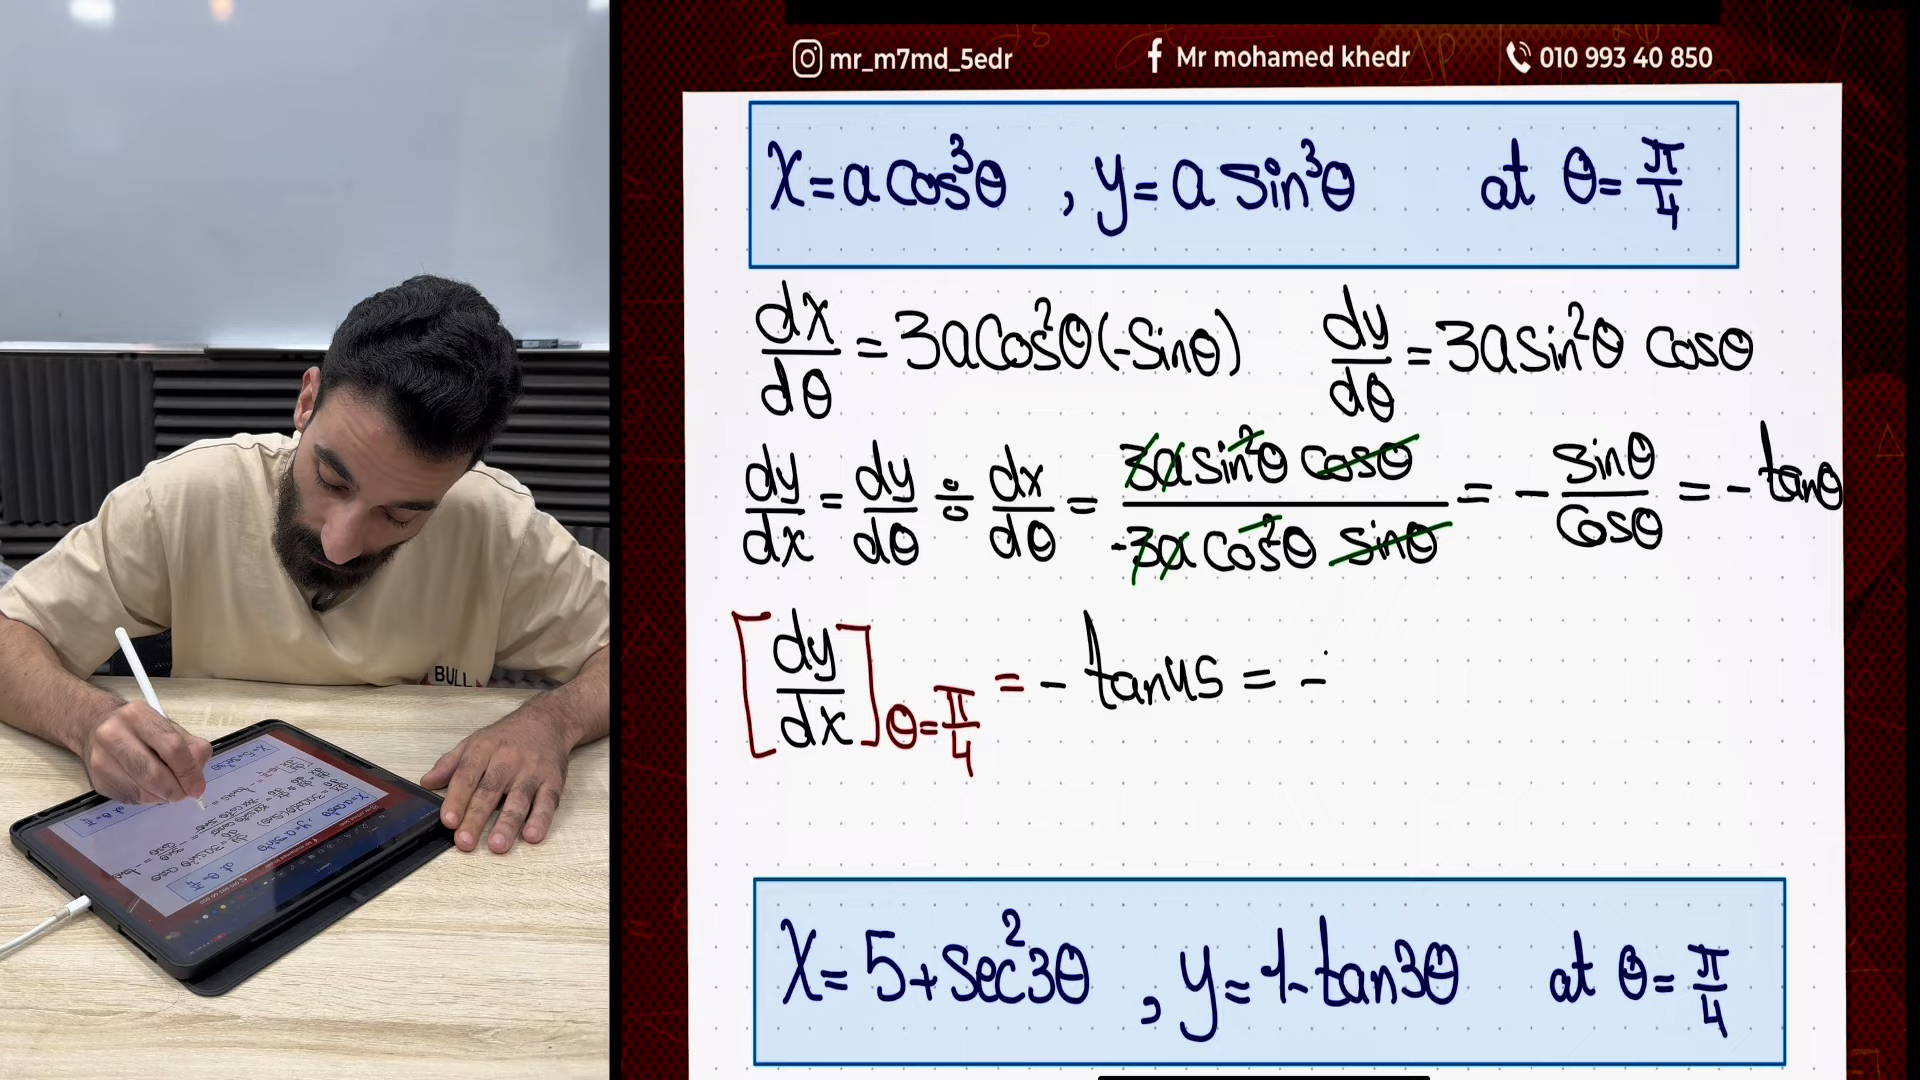 mr_m7md_5edr Mr mohamed khedr 010 993 40 850
x = a cos³θ , y = a sin³θ at θ = π/4
dx/dθ = 3a cos²θ (-sinθ) dy/dθ = 3a sin²θ cosθ
dy/dx = dy/dθ ÷ dx/dθ = 3a sin²θ cosθ / -3a cos²θ sinθ = - sinθ/cosθ = - tanθ
[dy/dx] θ = π/4 = - tan45 = -
x = 5 + sec²3θ , y = 1 - tan3θ at θ = π/4
BULL